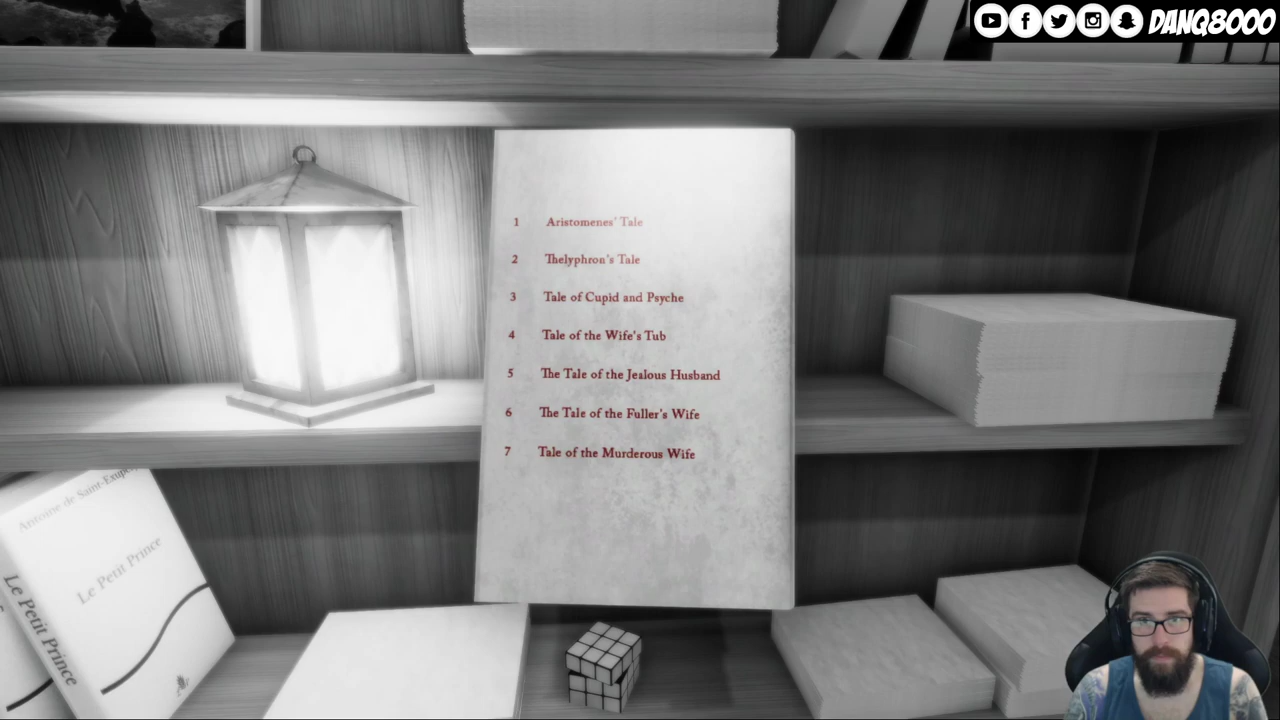 DANQ8000
1 Aristomenes' Tale
2 Thelyphron's Tale
3 Tale of Cupid and Psyche
4 Tale of the Wife's Tub
5 The Tale of the Jealous Husband
6 The Tale of the Fuller's Wife
7 Tale of the Murderous Wife
Antoine de Saint-Exupéry
Le Petit Prince
Le Petit Prince